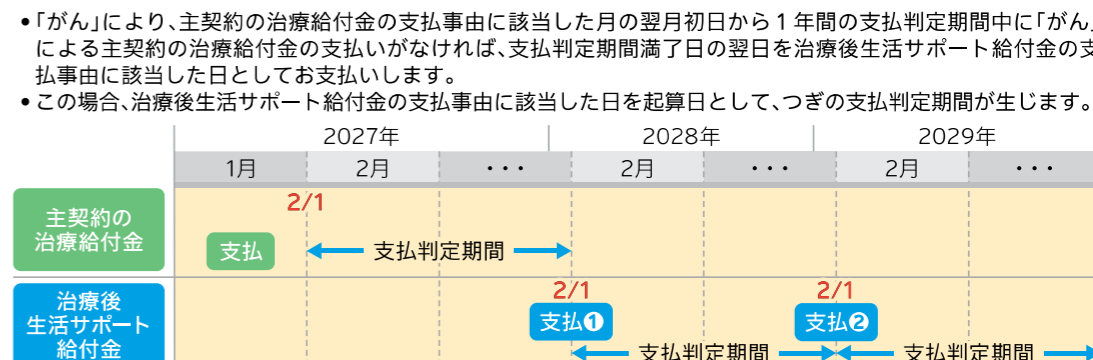 •「がん」により、主契約の治療給付金の支払事由に該当した月の翌月初日から1年間の支払判定期間中に「がん」
による主契約の治療給付金の支払いがなければ、支払判定期間満了日の翌日を治療後生活サポート給付金の支
払事由に該当した日としてお支払いします。
•この場合、治療後生活サポート給付金の支払事由に該当した日を起算日として、つぎの支払判定期間が生じます。
2027年 2028年 2029年
1月 2月 ・・・ 2月 ・・・ 2月 ・・・
2/1
主契約の
治療給付金
支払 支払判定期間
2/1 2/1
治療後
生活サポート
給付金
支払❶ 支払❷
支払判定期間 支払判定期間